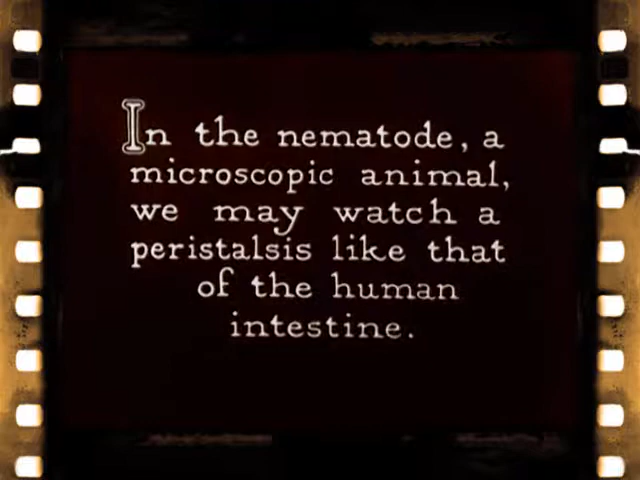 In the nematode, a
microscopic animal,
we may watch a
peristalsis like that
of the human
intestine.